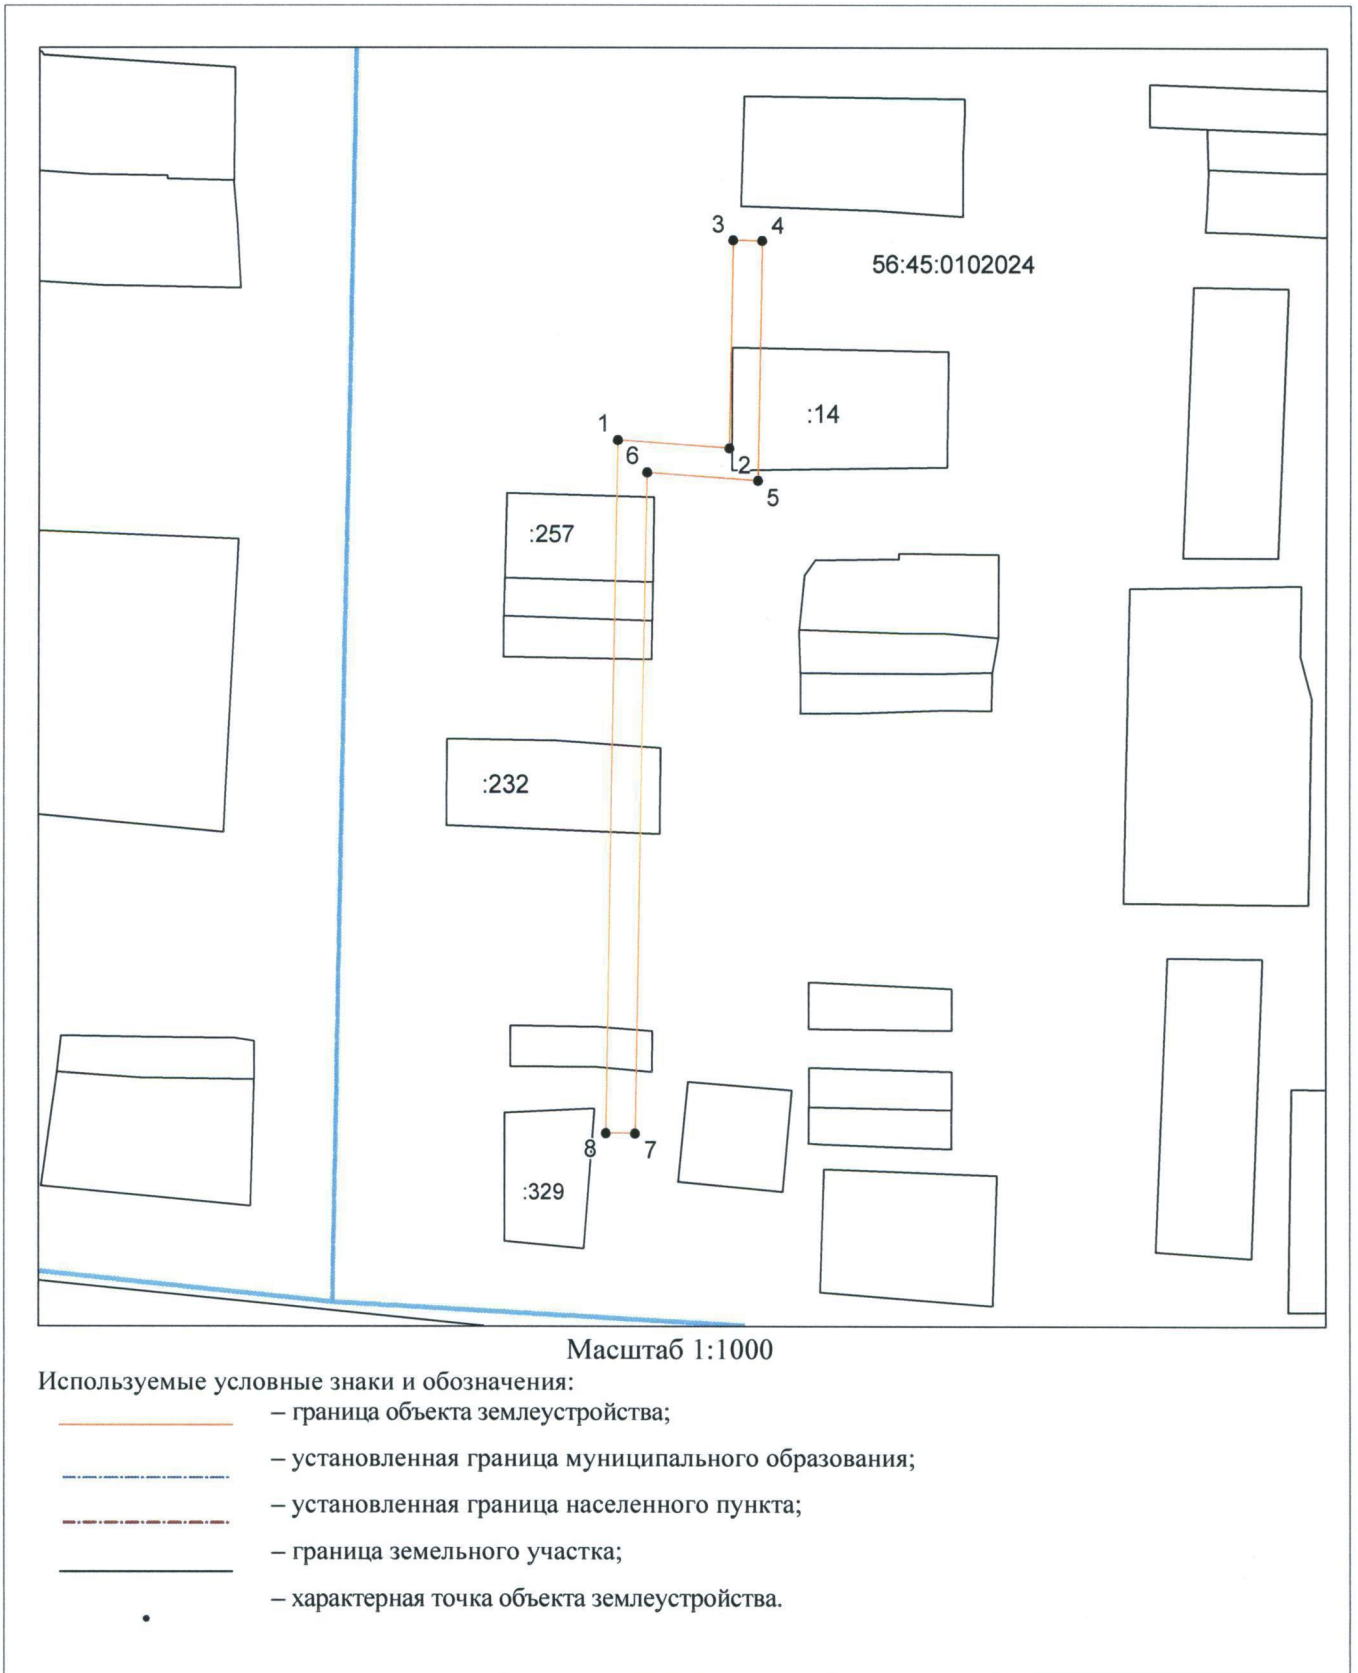 3
4
56:45:0102024
:14
1
6
2
5
:257
:232
8
7
:329
Масштаб 1:1000
Используемые условные знаки и обозначения:
– граница объекта землеустройства;
– установленная граница муниципального образования;
– установленная граница населенного пункта;
– граница земельного участка;
– характерная точка объекта землеустройства.